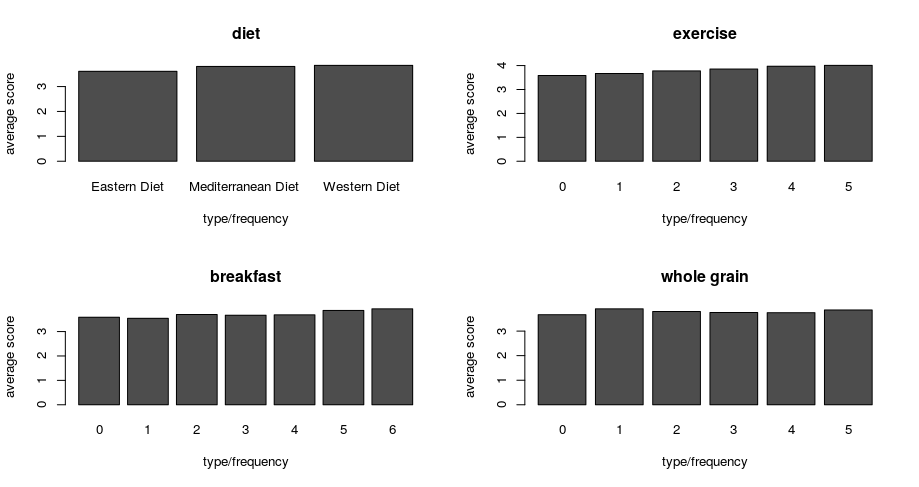 diet
average score
0 1 2 3
Eastern Diet Mediterranean Diet Western Diet
type/frequency
exercise
average score
0 1 2 3 4
0 1 2 3 4 5
type/frequency
breakfast
average score
0 1 2 3
0 1 2 3 4 5 6
type/frequency
whole grain
average score
0 1 2 3
0 1 2 3 4 5
type/frequency